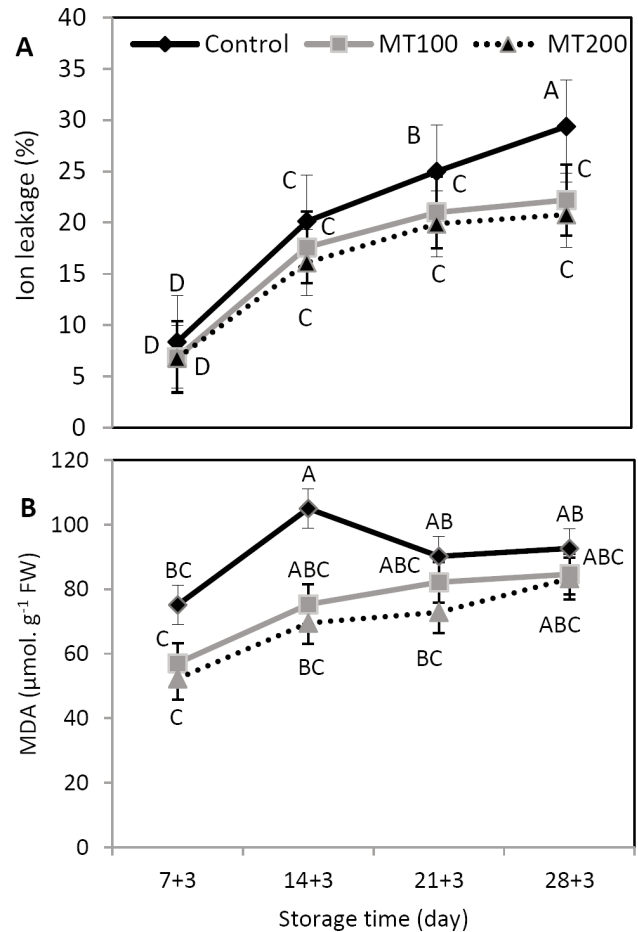 A
Control MT100 MT200
40
35
30
25
20
15
10
5
0
Ion leakage (%)
D
D
D
C
C
C
B
C
C
A
C
C
B
120
100
80
60
40
20
0
MDA (μmol. g-1 FW)
BC
C
C
A
ABC
BC
AB
ABC
BC
AB
ABC
ABC
7+3 14+3 21+3 28+3
Storage time (day)